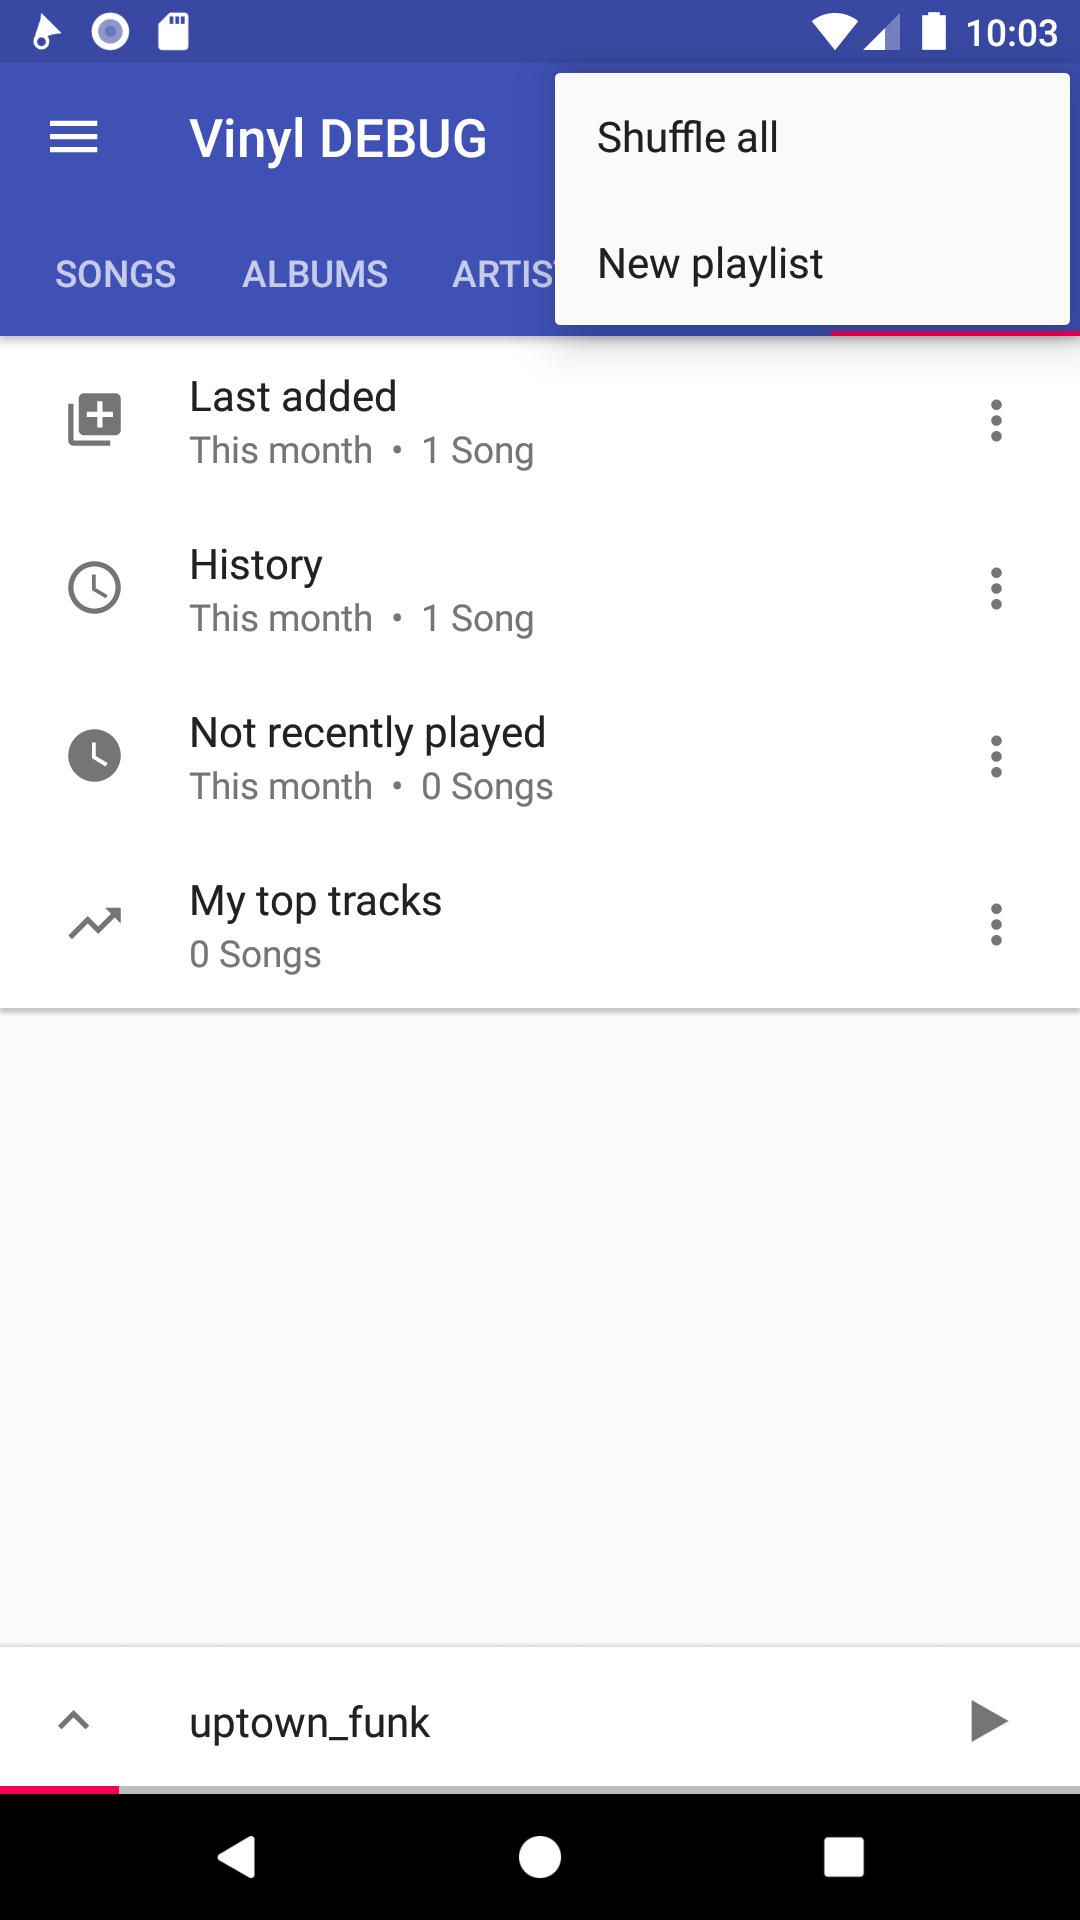 10:03
Vinyl DEBUG
Shuffle all
New playlist
SONGS ALBUMS
Last added
This month • 1 Song
History
This month • 1 Song
Not recently played
This month • 0 Songs
My top tracks
0 Songs
uptown_funk